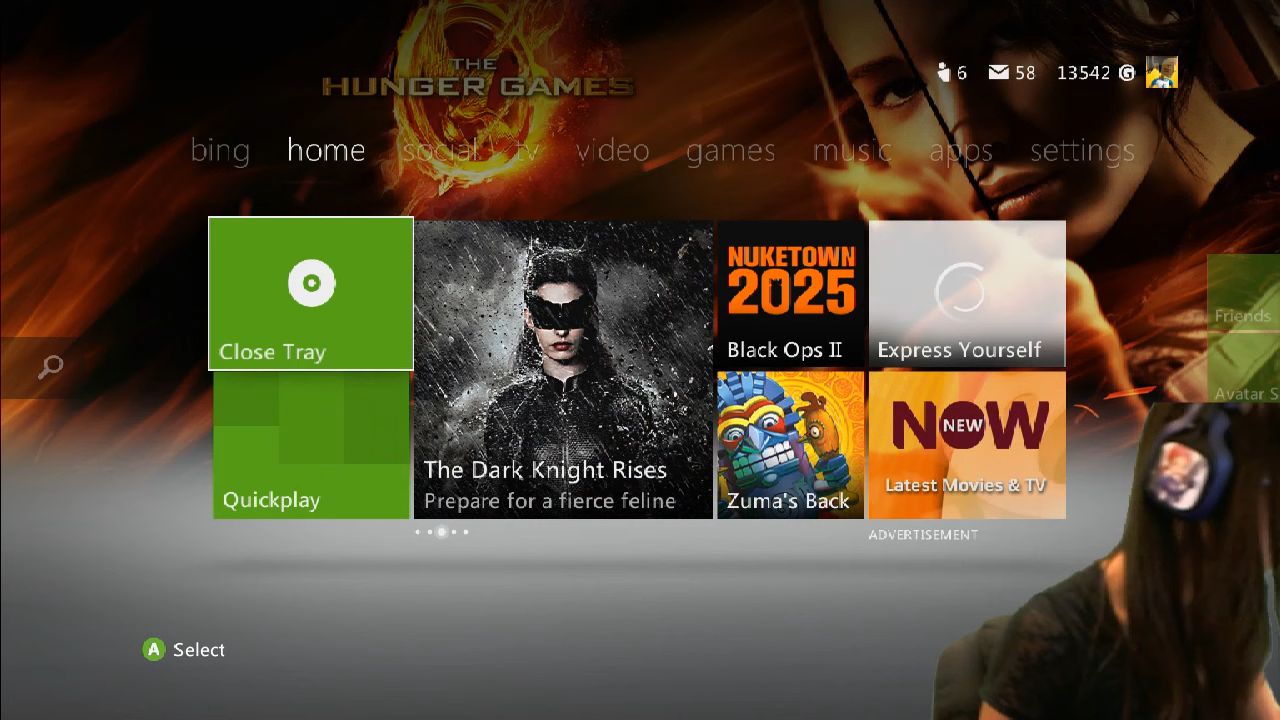 THE
HUNGER GAMES
6 58 13542 G
bing home social tv video games music apps settings
Close Tray
Quickplay
The Dark Knight Rises
Prepare for a fierce feline
NUKETOWN
2025
Black Ops II
Zuma's Back
Express Yourself
NOW
NEW
Latest Movies & TV
ADVERTISEMENT
Friends
Avatar S
A Select